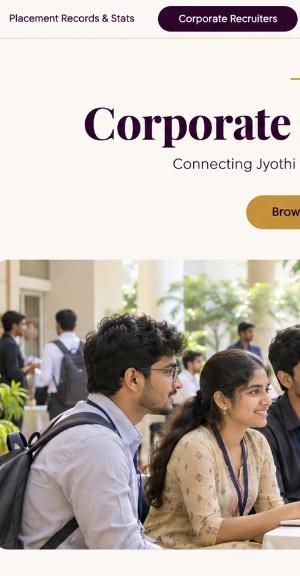 Placement Records & Stats
Corporate Recruiters
Corporate
Connecting Jyothi
Brow